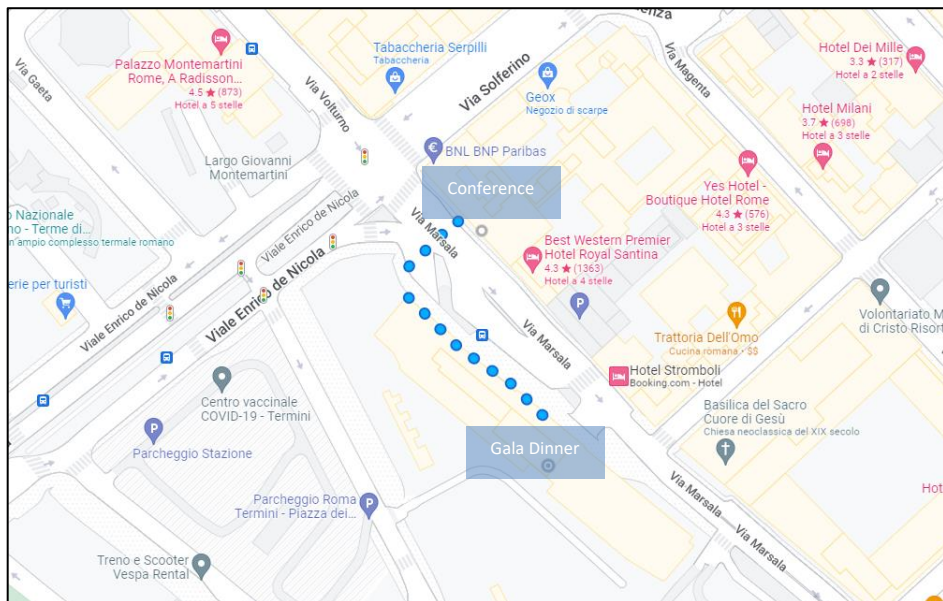 enza
Hotel Dei Mille
3.3 ★ (317)
Hotel a 2 stelle
Palazzo Montemartini
Rome, A Radisson...
4.5 ★ (873)
Hotel a 5 stelle
Tabaccheria Serpilli
Tabaccheria
Via Gaeta
Via Volturno
Via Solferino
Geox
Negozio di scarpe
Via Magenta
Hotel Milani
3.7 ★ (698)
Hotel a 3 stelle
Largo Giovanni
Montemartini
BNL BNP Paribas
Conference
Yes Hotel -
Boutique Hotel Rome
4.3 ★ (576)
Hotel a 3 stelle
o Nazionale
no - Terme di...
n ampio complesso termale romano
Viale Enrico de Nicola
Viale Enrico de Nicola
Viale Enrico de Nicola
Via Marsala
Best Western Premier
Hotel Royal Santina
4.3 ★ (1363)
Hotel a 4 stelle
erie per turisti
P
Volontariato M
di Cristo Risort
Trattoria Dell'Omo
Cucina romana · $$
Via Marsala
Hotel Stromboli
Booking.com - Hotel
Centro vaccinale
COVID-19 - Termini
Basilica del Sacro
Cuore di Gesù
Chiesa neoclassica del XIX secolo
P
Parcheggio Stazione
Gala Dinner
Parcheggio Roma
Termini - Piazza dei...
P
Hot
Via Marsala
Via Marsala
Treno e Scooter
Vespa Rental